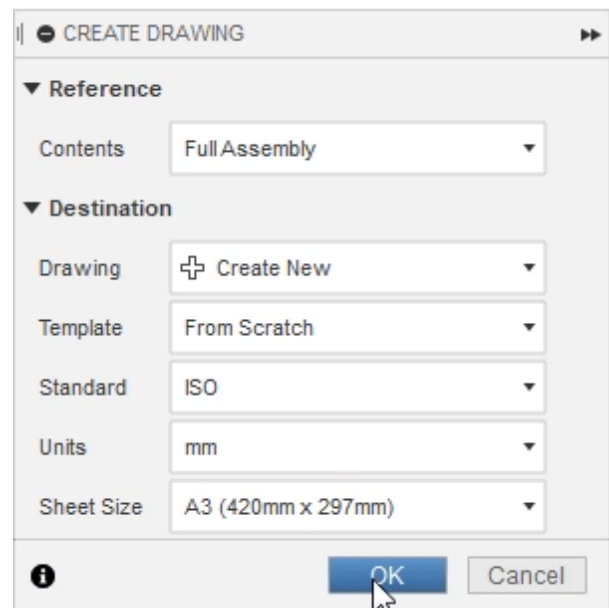 CREATE DRAWING
Reference
Contents Full Assembly
Destination
Drawing Create New
Template From Scratch
Standard ISO
Units mm
Sheet Size A3 (420mm x 297mm)
OK Cancel